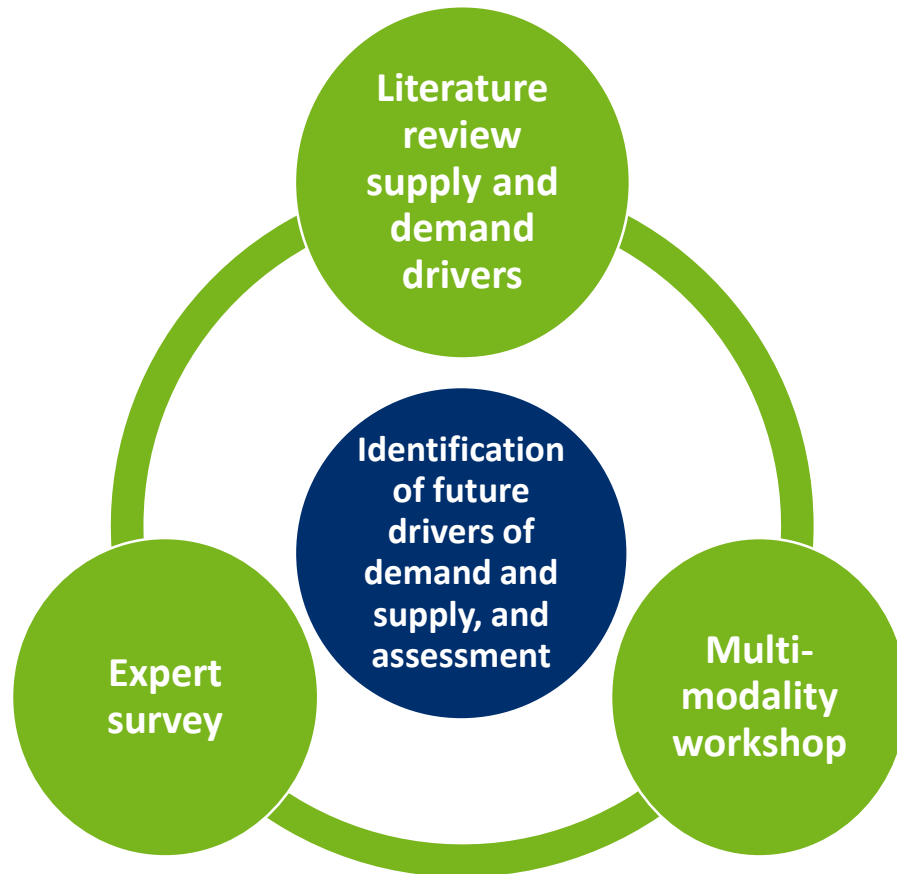 Literature
review
supply and
demand
drivers
Identification
of future
drivers of
demand and
supply, and
assessment
Expert
survey
Multi-
modality
workshop